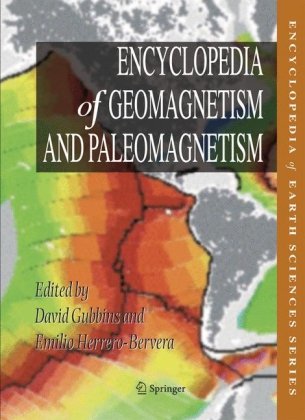 ENCYCLOPEDIA
of GEOMAGNETISM
AND PALEOMAGNETISM
Edited by
David Gubbins and
Emilio Herrero-Bervera
Springer
ENCYCLOPEDIA of EARTH SCIENCES SERIES